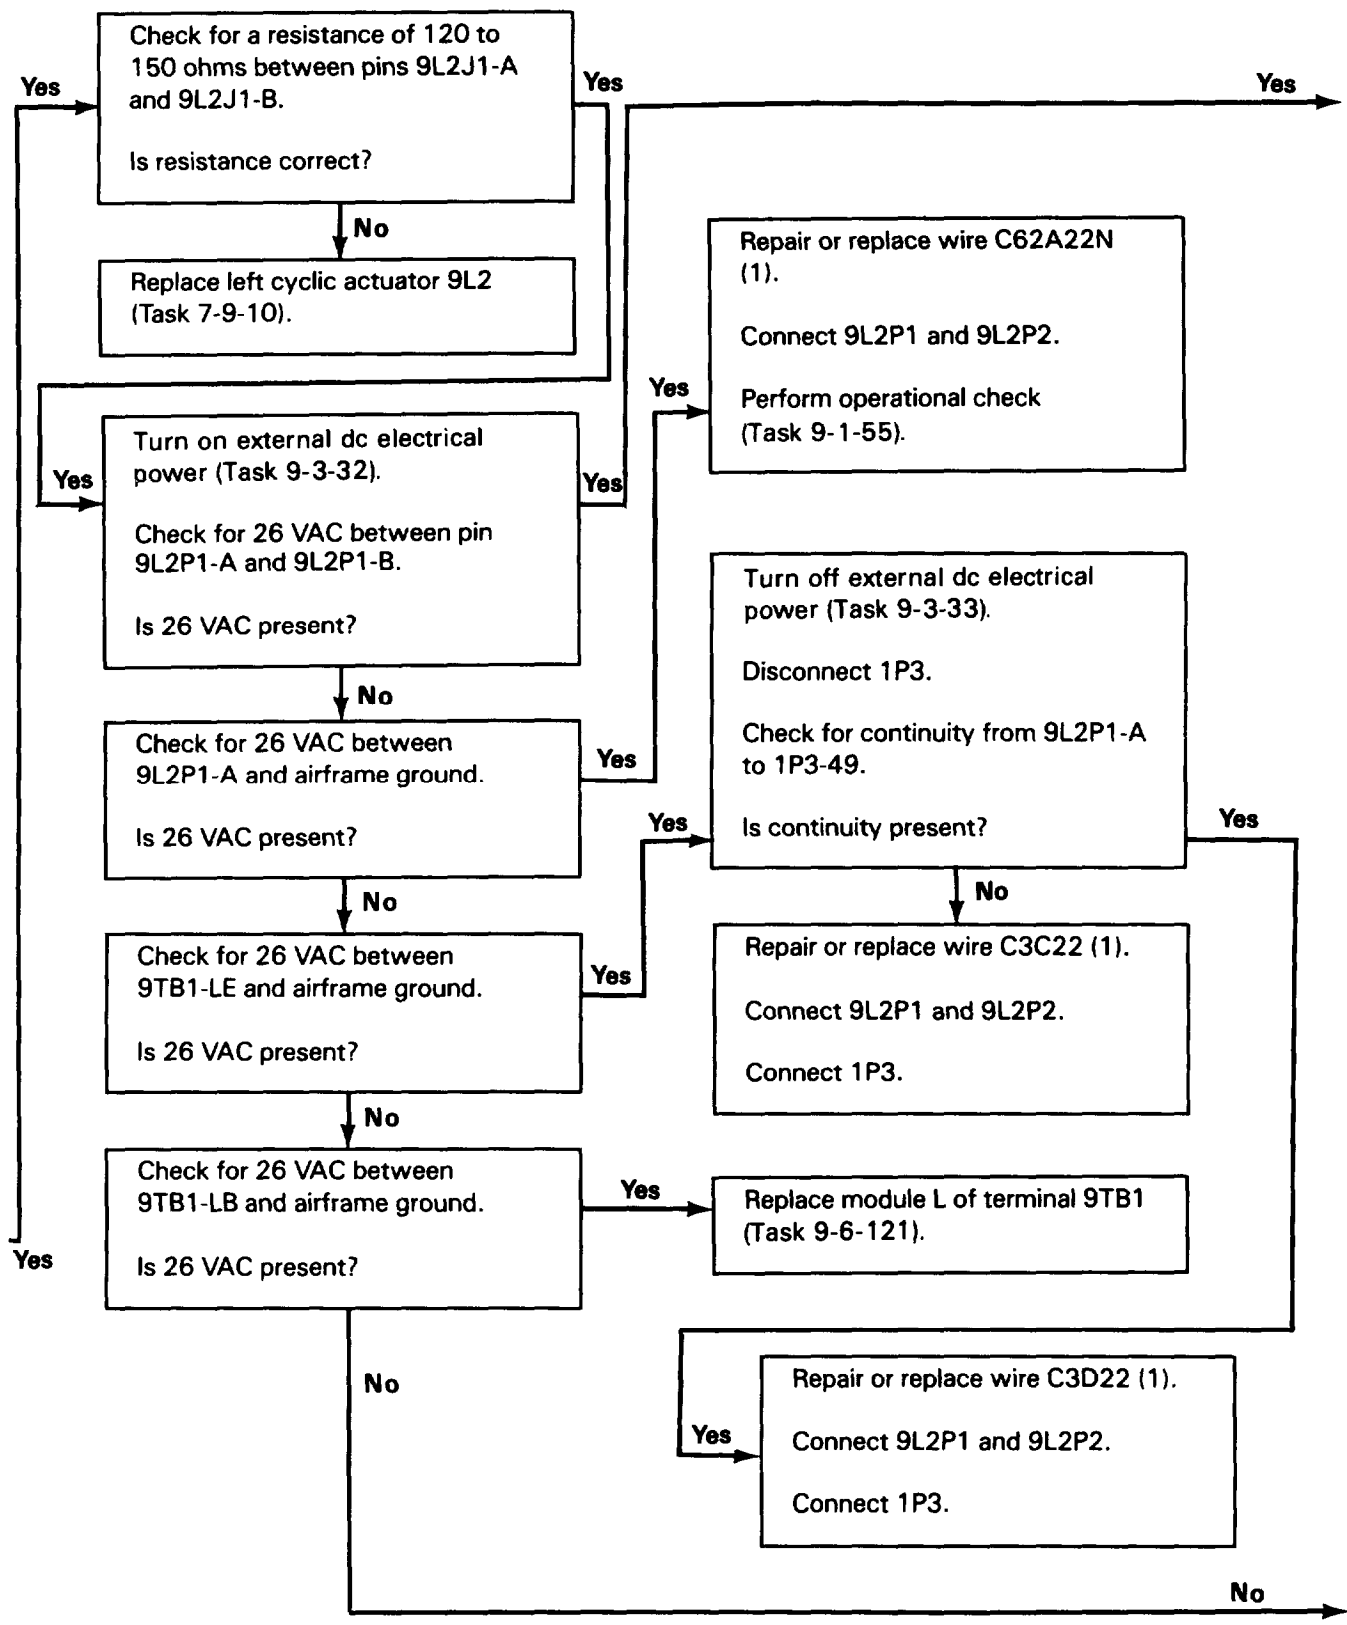 Yes
Check for a resistance of 120 to
150 ohms between pins 9L2J1-A
and 9L2J1-B.
Is resistance correct?
Yes
Yes
No
Replace left cyclic actuator 9L2
(Task 7-9-10).
Yes
Turn on external dc electrical
power (Task 9-3-32).
Check for 26 VAC between pin
9L2P1-A and 9L2P1-B.
Is 26 VAC present?
Yes
No
Check for 26 VAC between
9L2P1-A and airframe ground.
Is 26 VAC present?
Yes
Yes
Repair or replace wire C62A22N
(1).
Connect 9L2P1 and 9L2P2.
Perform operational check
(Task 9-1-55).
No
Check for 26 VAC between
9TB1-LE and airframe ground.
Is 26 VAC present?
Yes
Yes
Turn off external dc electrical
power (Task 9-3-33).
Disconnect 1P3.
Check for continuity from 9L2P1-A
to 1P3-49.
Is continuity present?
Yes
No
Repair or replace wire C3C22 (1).
Connect 9L2P1 and 9L2P2.
Connect 1P3.
No
Check for 26 VAC between
9TB1-LB and airframe ground.
Is 26 VAC present?
Yes
Yes
Replace module L of terminal 9TB1
(Task 9-6-121).
No
Yes
Repair or replace wire C3D22 (1).
Connect 9L2P1 and 9L2P2.
Connect 1P3.
No